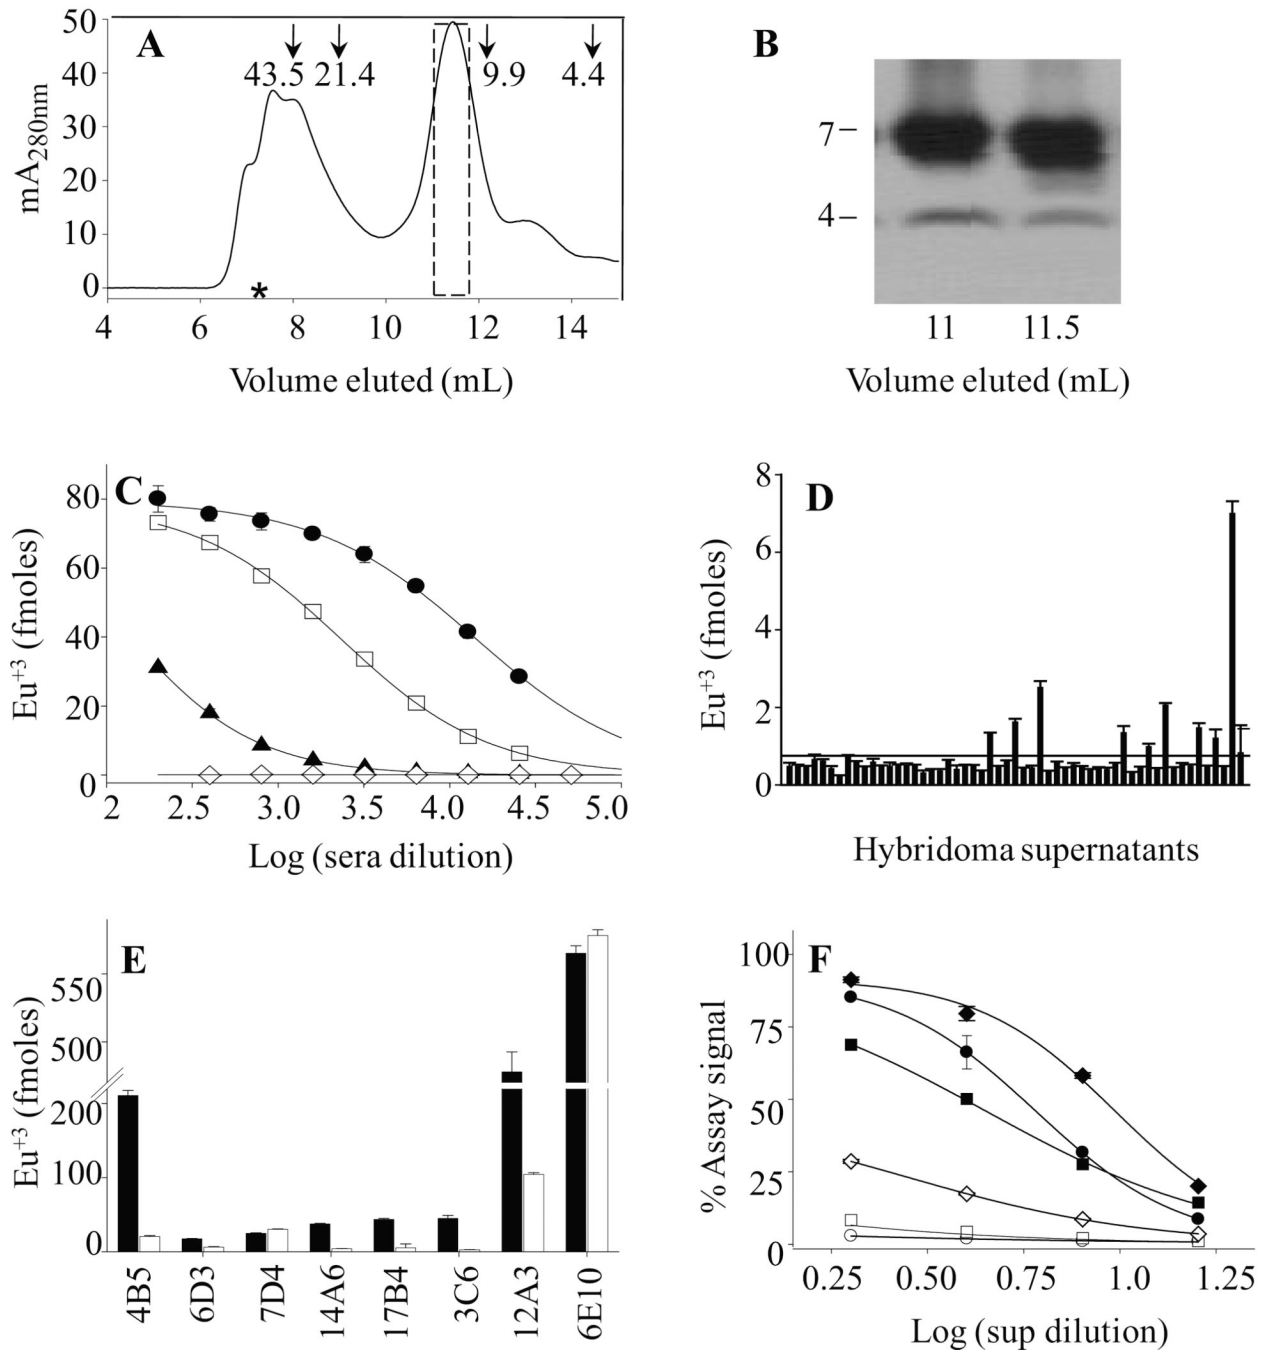 A
50
40
30
20
10
0
mA280nm
43.5 21.4 9.9 4.4
*
4 6 8 10 12 14
Volume eluted (mL)
B
7
4
11 11.5
Volume eluted (mL)
C
80
60
40
20
0
Eu+3 (fmoles)
2 2.5 3.0 3.5 4.0 4.5 5.0
Log (sera dilution)
D
8
6
4
2
0
Eu+3 (fmoles)
Hybridoma supernatants
E
550
500
200
100
0
Eu+3 (fmoles)
4B5 6D3 7D4 14A6 17B4 3C6 12A3 6E10
F
100
75
50
25
0
% Assay signal
0.25 0.50 0.75 1.0 1.25
Log (sup dilution)